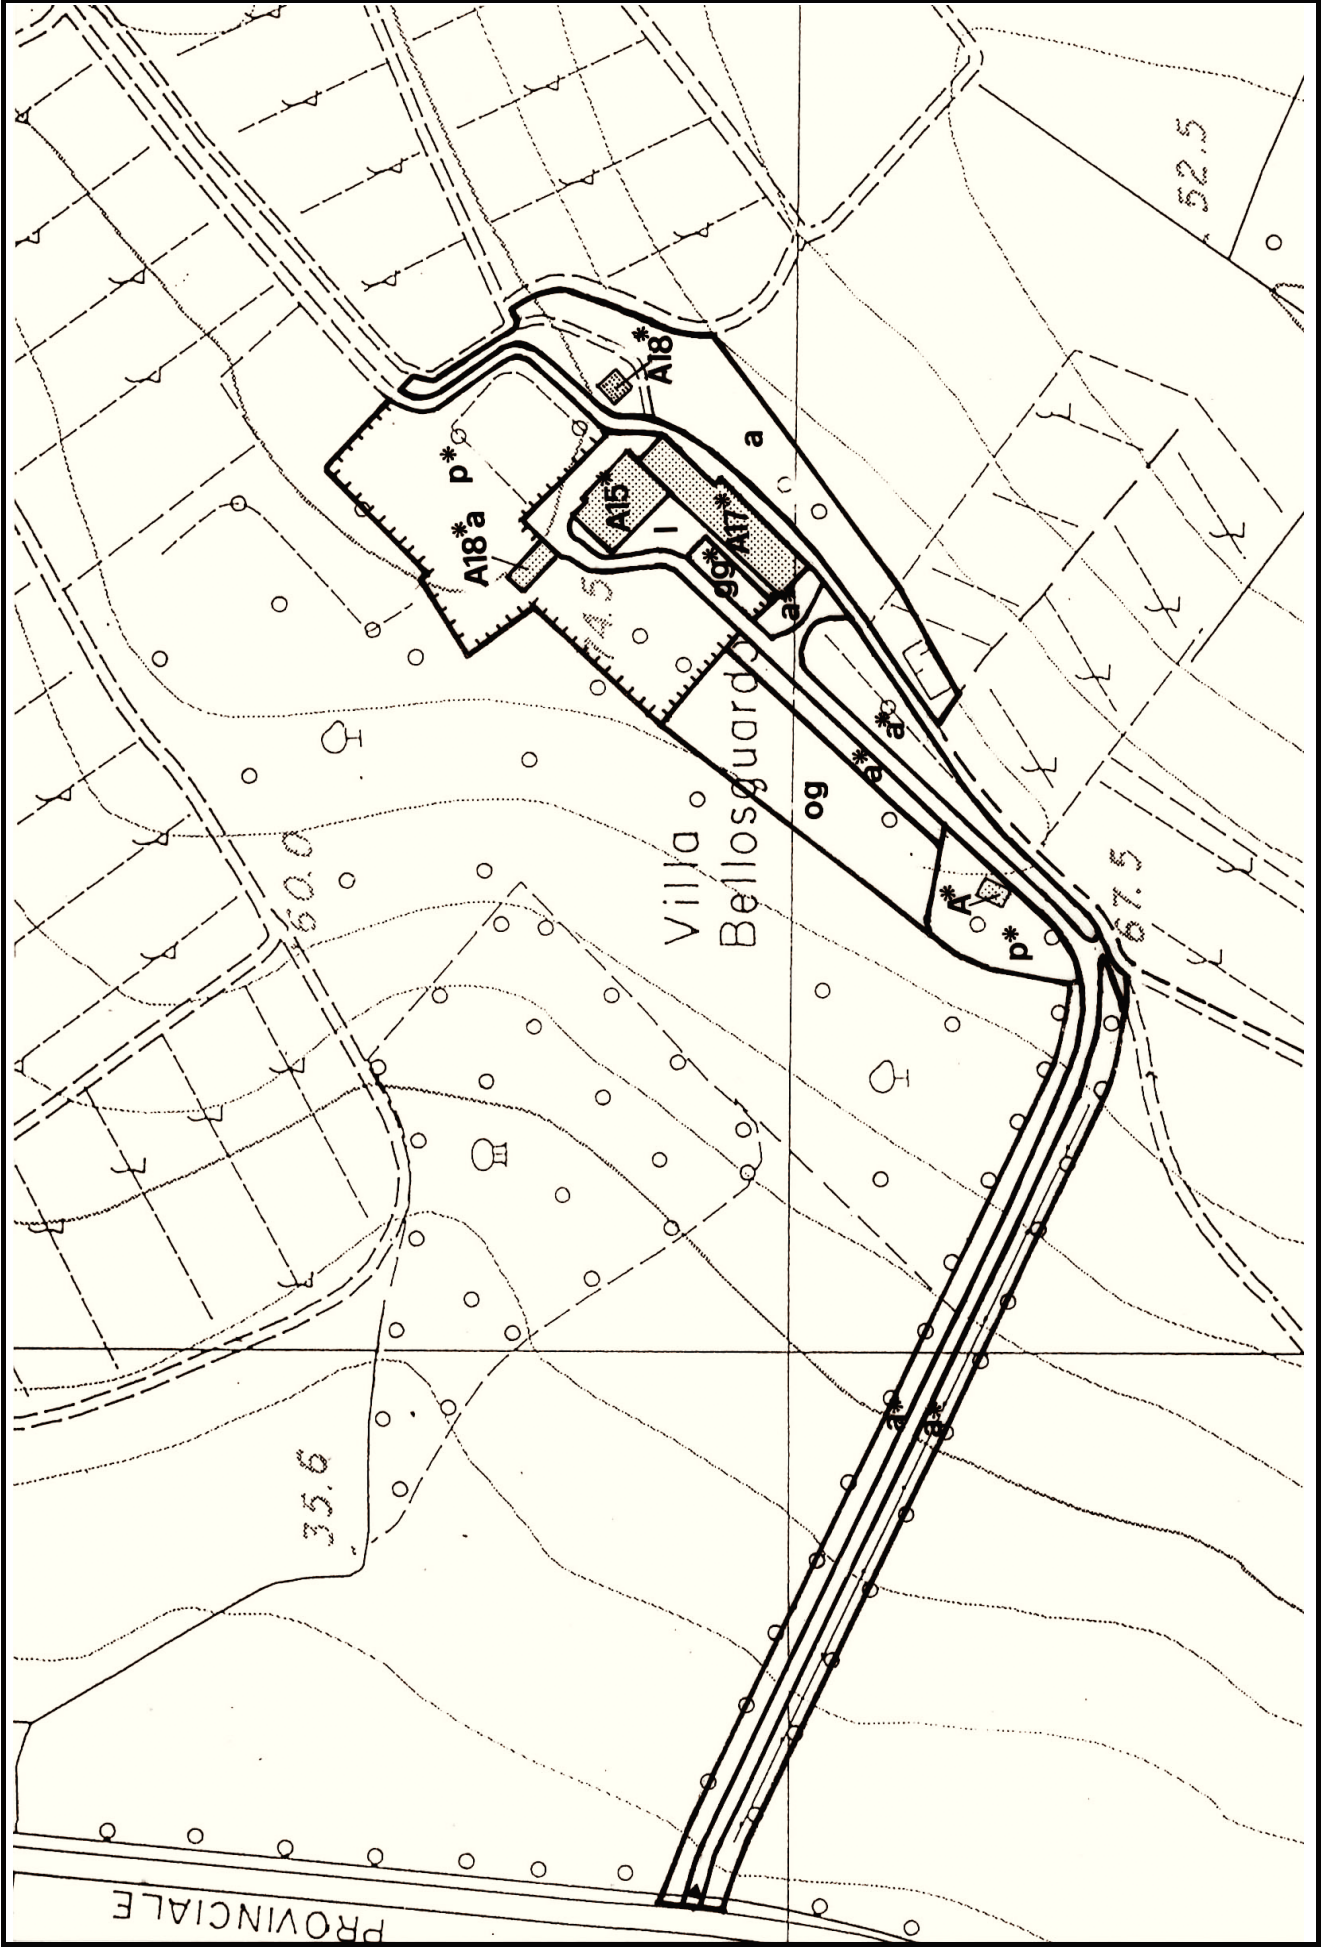 52.5
A18*
a
p*
A18*a
A15*
l
A17*
gg*
a*
74.5
a*
a*
og
Villa
Bellosguardo
60.0
A*
p*
67.5
a*
a*
35.6
PROVINCIALE